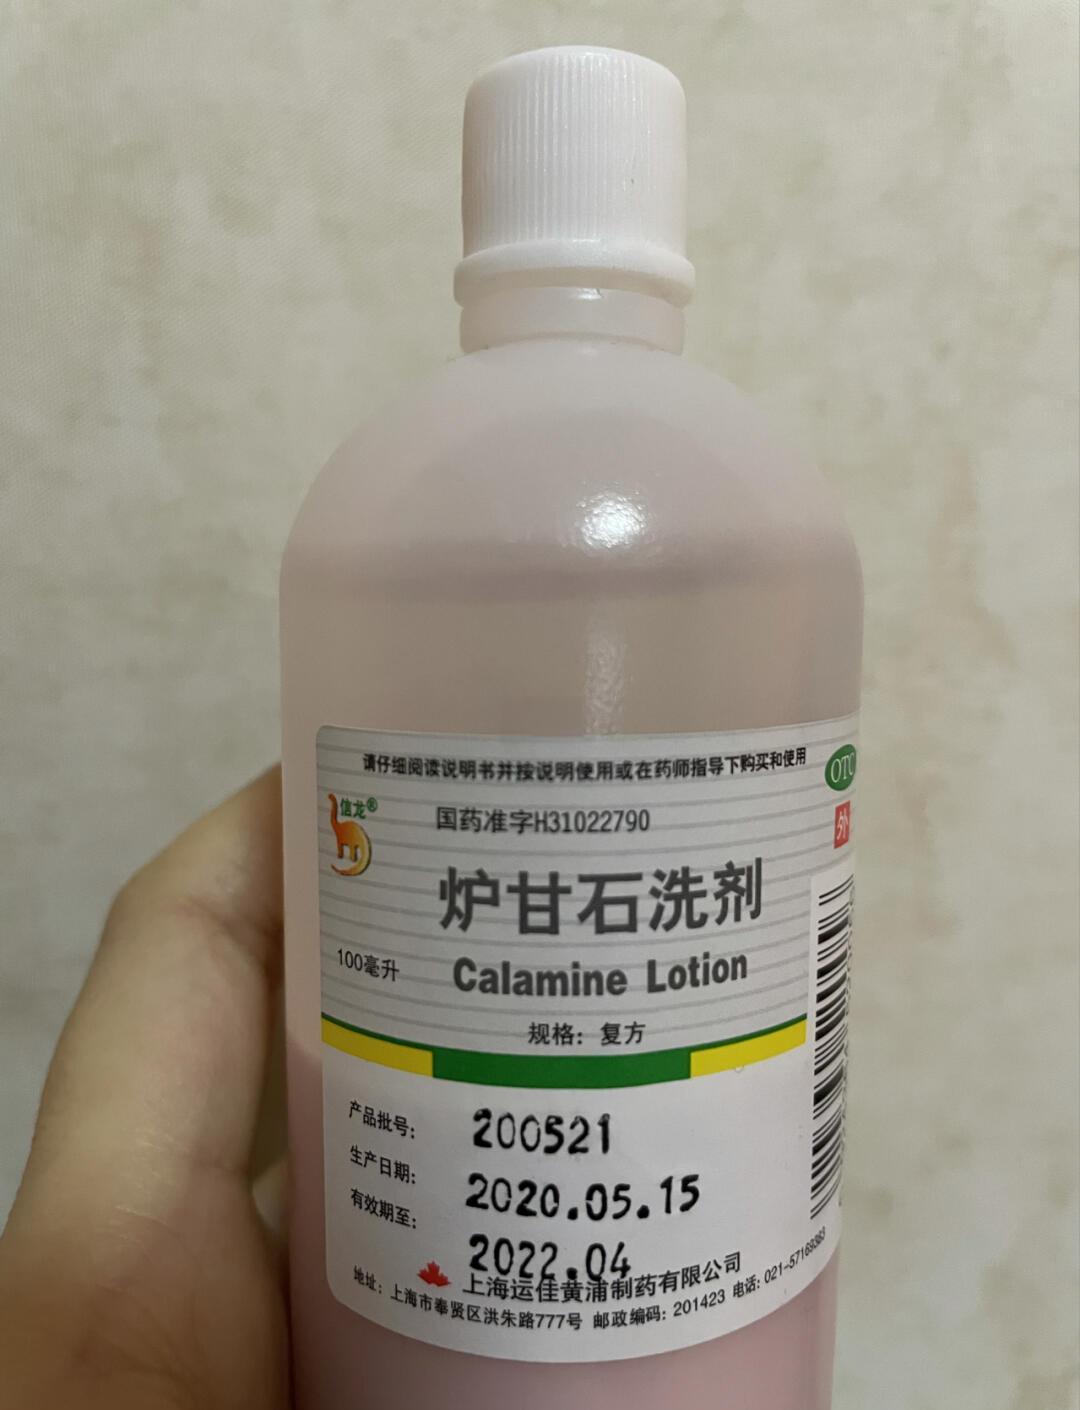 请仔细阅读说明书并按说明使用或在药师指导下购买和使用
OTC
信龙®
国药准字H31022790
外
炉甘石洗剂
100毫升
Calamine Lotion
规格：复方
产品批号： 200521
生产日期： 2020.05.15
有效期至： 2022.04
上海运佳黄浦制药有限公司
地址：上海市奉贤区洪朱路777号 邮政编码：201423 电话：021-57169383